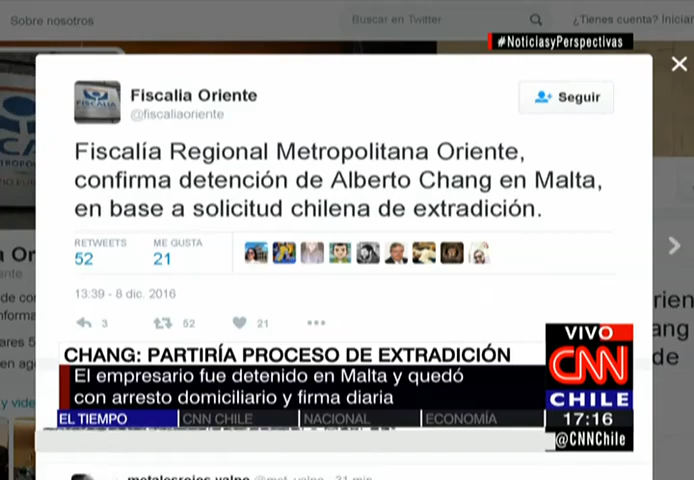 Sobre nosotros
Buscar en Twitter
¿Tienes cuenta? Iniciar
#NoticiasyPerspectivas
Fiscalia Oriente
@fiscaliaoriente
Seguir
FISCALIA
Fiscalía Regional Metropolitana Oriente,
confirma detención de Alberto Chang en Malta,
en base a solicitud chilena de extradición.
RETWEETS
52
ME GUSTA
21
13:39 - 8 dic. 2016
3
52
21
VIVO
CNN
CHILE
17:16
@CNNChile
CHANG: PARTIRÍA PROCESO DE EXTRADICIÓN
El empresario fue detenido en Malta y quedó
con arresto domiciliario y firma diaria
EL TIEMPO
CNN CHILE
NACIONAL
ECONOMÍA